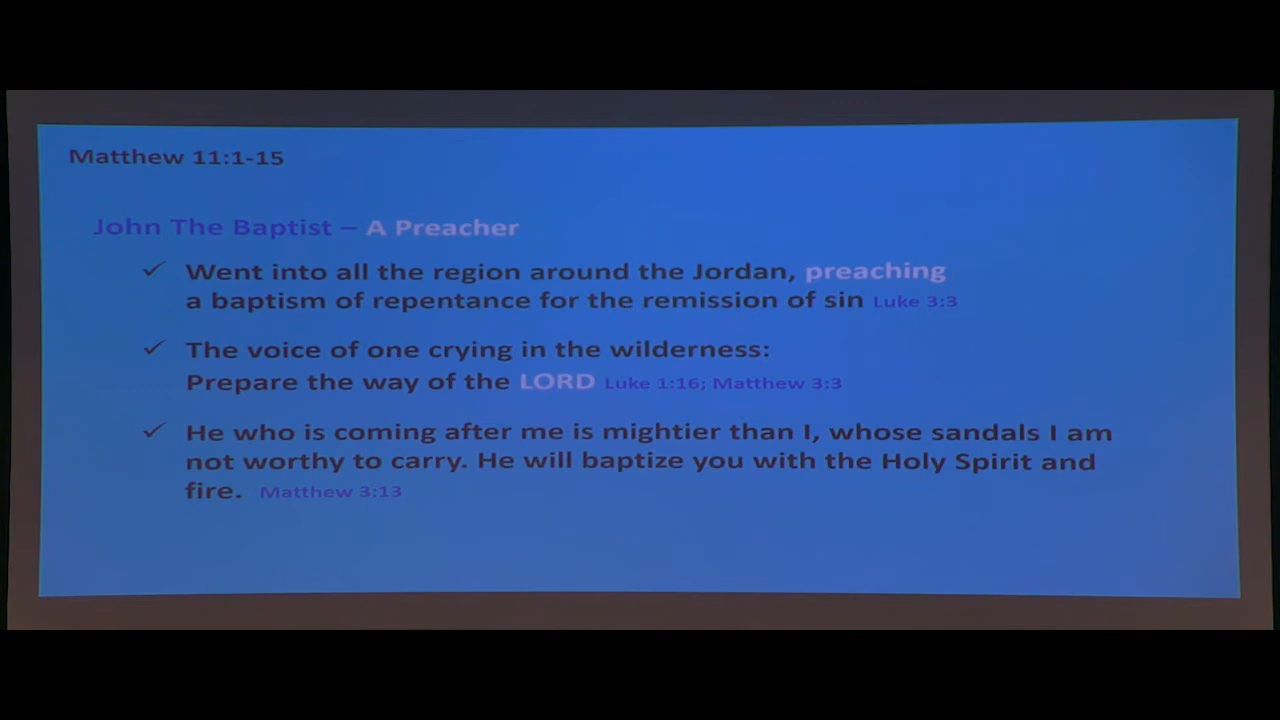 Matthew 11:1-15
John The Baptist – A Preacher
✓ Went into all the region around the Jordan, preaching
a baptism of repentance for the remission of sin Luke 3:3
✓ The voice of one crying in the wilderness:
Prepare the way of the LORD Luke 1:16; Matthew 3:3
✓ He who is coming after me is mightier than I, whose sandals I am
not worthy to carry. He will baptize you with the Holy Spirit and
fire. Matthew 3:13